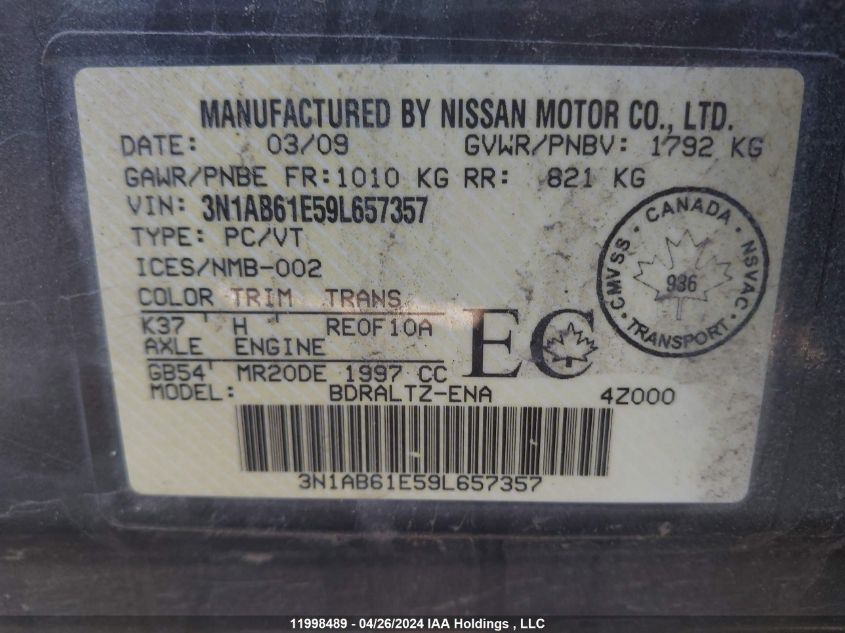 MANUFACTURED BY NISSAN MOTOR CO., LTD.
DATE: 03/09 GVWR/PNBV: 1792 KG
GAWR/PNBE FR:1010 KG RR: 821 KG
VIN: 3N1AB61E59L657357
TYPE: PC/VT
ICES/NMB-002
CANADA
CMVSS NSVAC
936
TRANSPORT
COLOR TRIM TRANS
K37 ' H ' RE0F10A
AXLE ENGINE
EC
GB54' MR20DE 1997 CC
MODEL: BDRALTZ-ENA 4Z000
3N1AB61E59L657357
11998489 - 04/26/2024 IAA Holdings , LLC